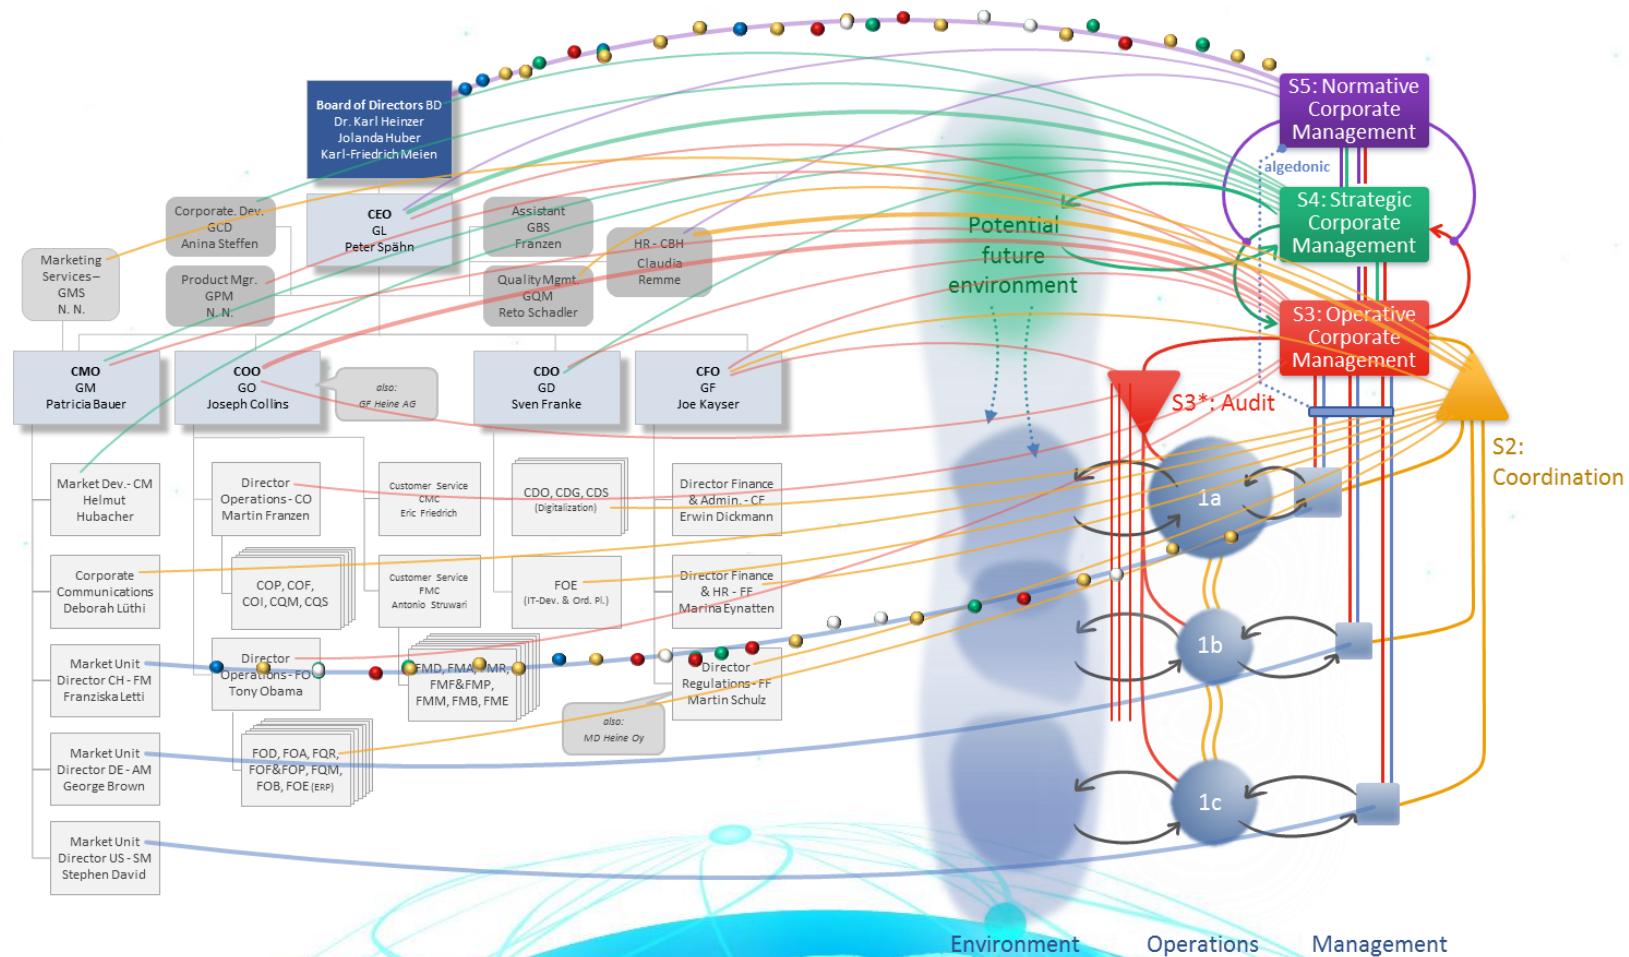 Board of Directors BD
Dr. Karl Heinzer
Jolanda Huber
Karl-Friedrich Meien
CEO
GL
Peter Spähn
Corporate. Dev.
GCD
Anina Steffen
Assistant
GBS
Franzen
HR - CBH
Claudia
Remme
Marketing
Services –
GMS
N. N.
Product Mgr.
GPM
N. N.
Quality Mgmt.
GQM
Reto Schadler
CMO
GM
Patricia Bauer
COO
GO
Joseph Collins
also:
GF Heine AG
CDO
GD
Sven Franke
CFO
GF
Joe Kayser
Market Dev.- CM
Helmut
Hubacher
Director
Operations - CO
Martin Franzen
Customer Service
CMC
Eric Friedrich
CDO, CDG, CDS
(Digitalization)
Director Finance
& Admin. - CF
Erwin Dickmann
Corporate
Communications
Deborah Lüthi
COP, COF,
COI, CQM, CQS
Customer Service
FMC
Antonio Struwari
FOE
(IT-Dev. & Ord. Pl.)
Director Finance
& HR - FF
Marina Eynatten
Market Unit
Director CH - FM
Franziska Letti
Director
Operations - FO
Tony Obama
FMD, FMA, FMR,
FMF&FMP,
FMM, FMB, FME
Director
Regulations - FF
Martin Schulz
also:
MD Heine Oy
Market Unit
Director DE - AM
George Brown
FOD, FOA, FQR,
FOF&FOP, FQM,
FOB, FOE (ERP)
Market Unit
Director US - SM
Stephen David
Potential
future
environment
S5: Normative
Corporate
Management
algedonic
S4: Strategic
Corporate
Management
S3: Operative
Corporate
Management
S3*: Audit
S2:
Coordination
1a
1b
1c
Environment
Operations
Management